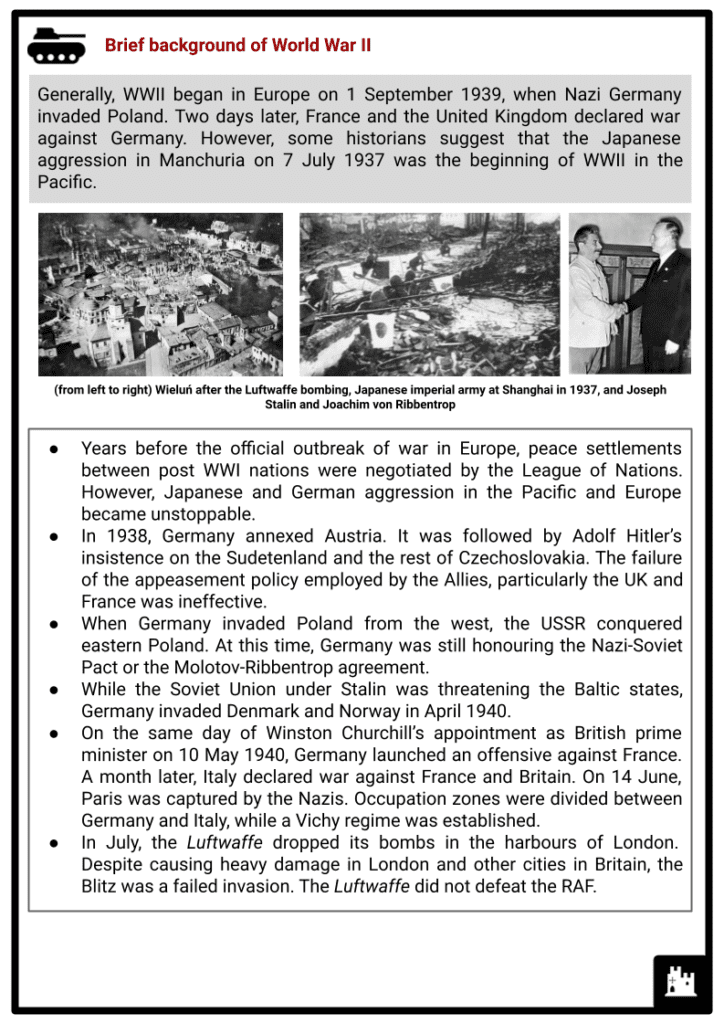 Brief background of World War II
Generally, WWII began in Europe on 1 September 1939, when Nazi Germany
invaded Poland. Two days later, France and the United Kingdom declared war
against Germany. However, some historians suggest that the Japanese
aggression in Manchuria on 7 July 1937 was the beginning of WWII in the
Pacific.
(from left to right) Wieluń after the Luftwaffe bombing, Japanese imperial army at Shanghai in 1937, and Joseph
Stalin and Joachim von Ribbentrop
● Years before the official outbreak of war in Europe, peace settlements
between post WWI nations were negotiated by the League of Nations.
However, Japanese and German aggression in the Pacific and Europe
became unstoppable.
● In 1938, Germany annexed Austria. It was followed by Adolf Hitler's
insistence on the Sudetenland and the rest of Czechoslovakia. The failure
of the appeasement policy employed by the Allies, particularly the UK and
France was ineffective.
● When Germany invaded Poland from the west, the USSR conquered
eastern Poland. At this time, Germany was still honouring the Nazi-Soviet
Pact or the Molotov-Ribbentrop agreement.
● While the Soviet Union under Stalin was threatening the Baltic states,
Germany invaded Denmark and Norway in April 1940.
● On the same day of Winston Churchill's appointment as British prime
minister on 10 May 1940, Germany launched an offensive against France.
A month later, Italy declared war against France and Britain. On 14 June,
Paris was captured by the Nazis. Occupation zones were divided between
Germany and Italy, while a Vichy regime was established.
● In July, the Luftwaffe dropped its bombs in the harbours of London.
Despite causing heavy damage in London and other cities in Britain, the
Blitz was a failed invasion. The Luftwaffe did not defeat the RAF.